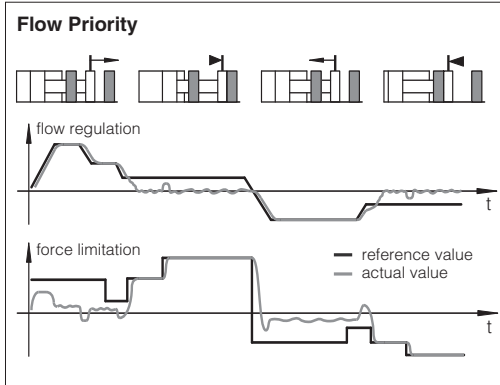 Flow Priority
flow regulation
t
force limitation
reference value
actual value
t